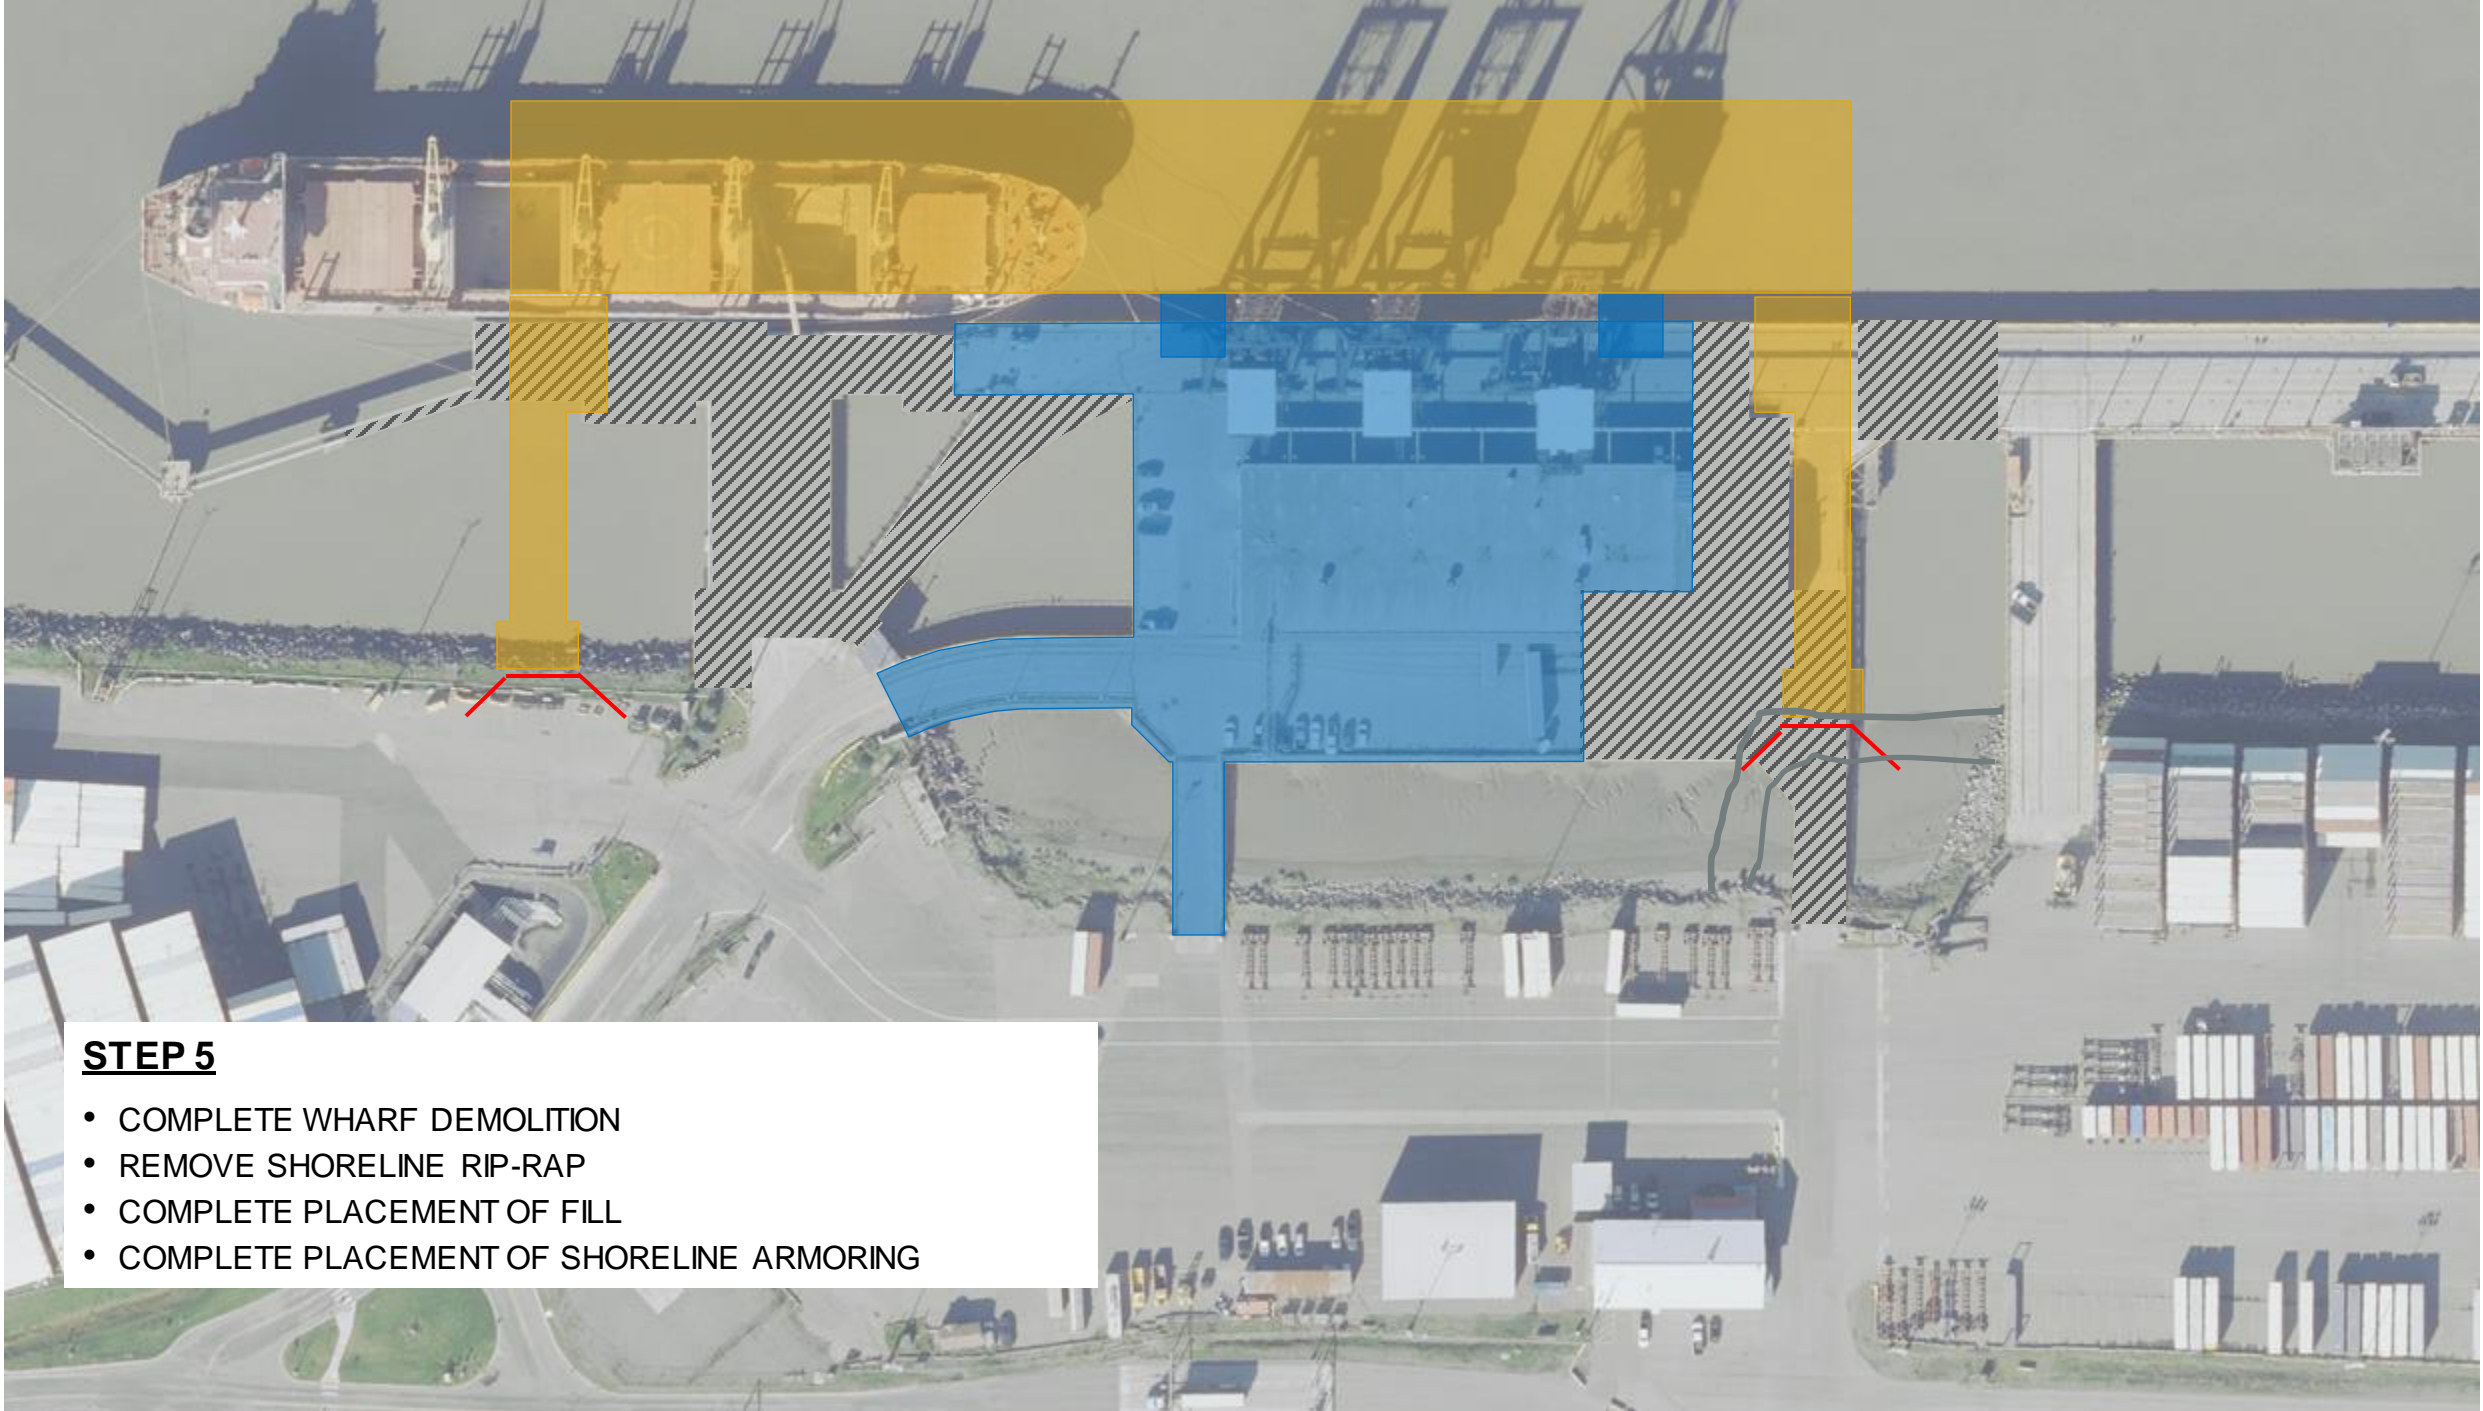 STEP 5
• COMPLETE WHARF DEMOLITION
• REMOVE SHORELINE RIP-RAP
• COMPLETE PLACEMENT OF FILL
• COMPLETE PLACEMENT OF SHORELINE ARMORING